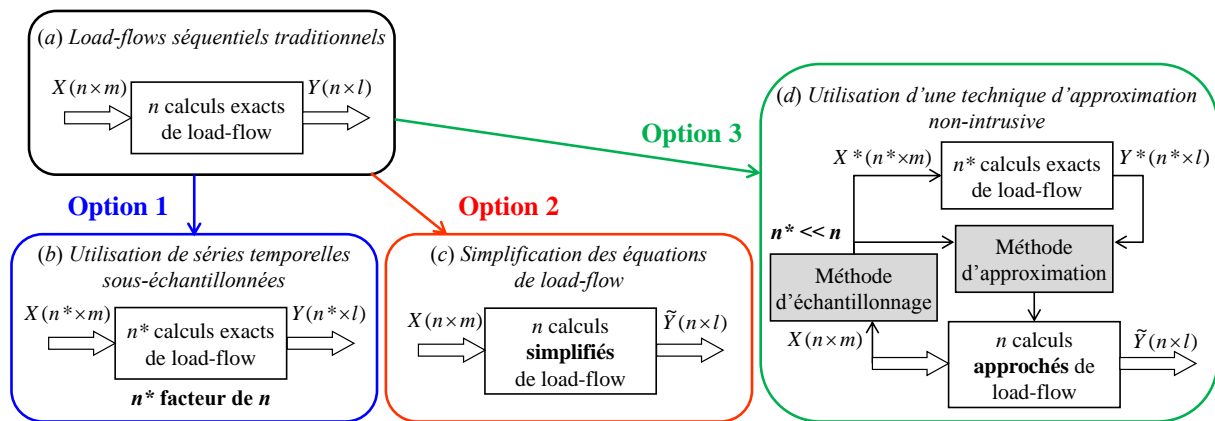 (a) Load-flows séquentiels traditionnels
X(n×m)
Y(n×l)
n calculs exacts
de load-flow
Option 1
Option 2
Option 3
(b) Utilisation de séries temporelles
sous-échantillonnées
X(n*×m)
Y(n*×l)
n* calculs exacts
de load-flow
n* facteur de n
(c) Simplification des équations
de load-flow
X(n×m)
Ỹ(n×l)
n calculs
simplifiés
de load-flow
(d) Utilisation d'une technique d'approximation
non-intrusive
X*(n*×m)
Y*(n*×l)
n* calculs exacts
de load-flow
n* << n
Méthode
d'échantillonnage
Méthode
d'approximation
X(n×m)
Ỹ(n×l)
n calculs
approchés de
load-flow